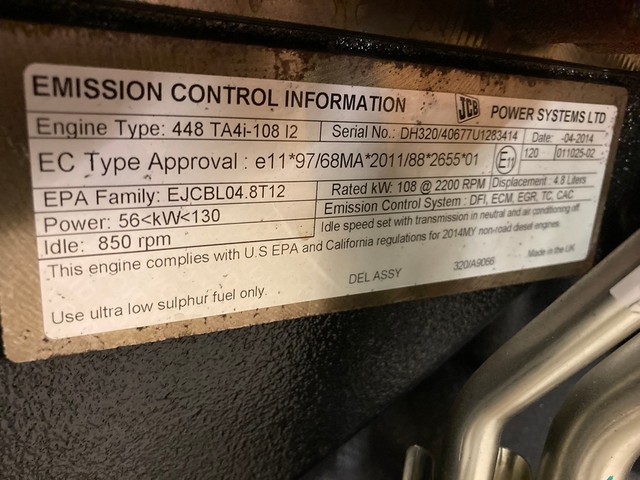 EMISSION CONTROL INFORMATION JCB POWER SYSTEMS LTD
Engine Type: 448 TA4i-108 I2 Serial No.: DH320/40677U1283414 Date: -04-2014
EC Type Approval : e11*97/68MA*2011/88*2655*01 E11 120 011025-02
EPA Family: EJCBL04.8T12 Rated kW: 108 @ 2200 RPM Displacement: 4.8 Liters
Power: 56<kW<130 Emission Control System : DFI, ECM, EGR, TC, CAC
Idle: 850 rpm Idle speed set with transmission in neutral and air conditioning off.
This engine complies with U.S EPA and California regulations for 2014MY non-road diesel engines.
Use ultra low sulphur fuel only. DEL ASSY 320/A9066 Made in the UK